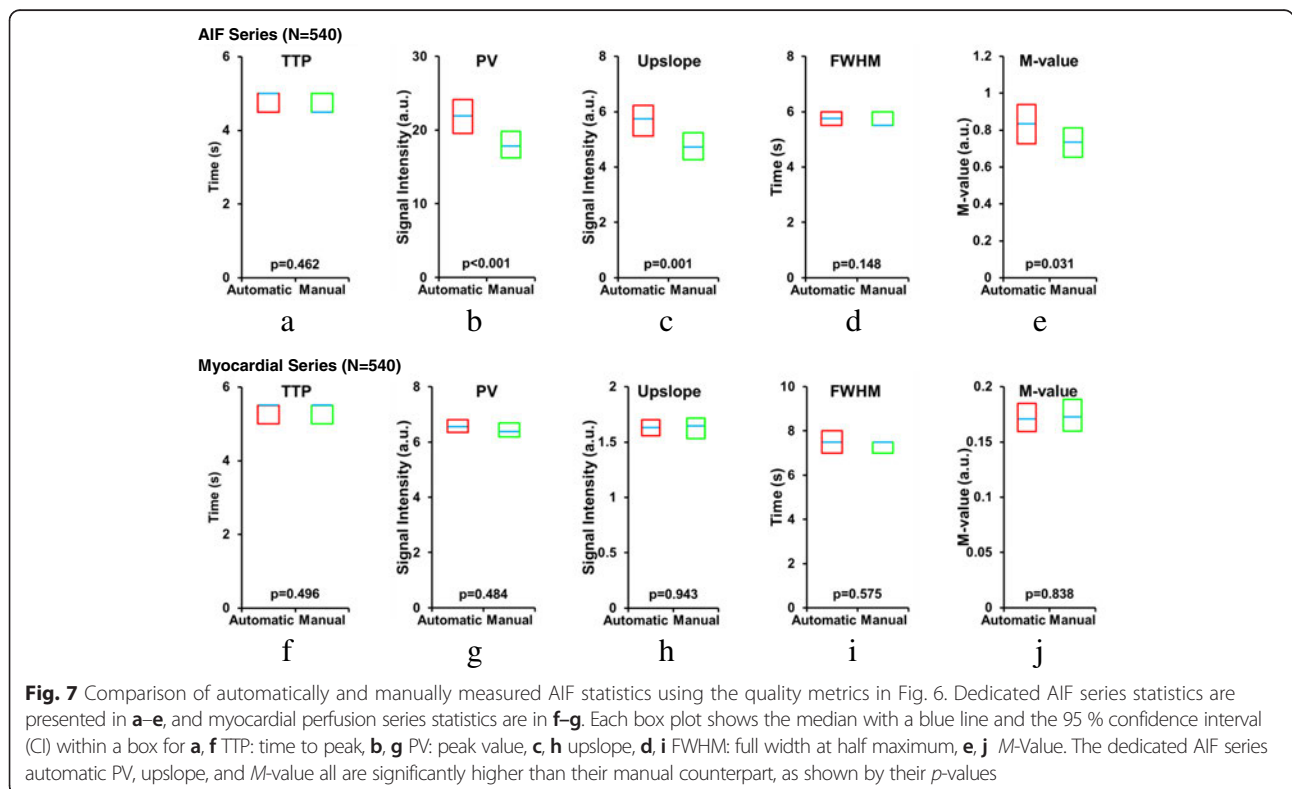 AIF Series (N=540)
TTP PV Upslope FWHM M-value
6 30 8 8 1.2
1
4 20 6 6 0.8
4 4 0.6
2 10 2 2 0.4
0.2
0 0 0 0 0
Time (s) Signal Intensity (a.u.) Signal Intensity (a.u.) Time (s) M-value (a.u.)
p=0.462 p<0.001 p=0.001 p=0.148 p=0.031
Automatic Manual Automatic Manual Automatic Manual Automatic Manual Automatic Manual
a b c d e
Myocardial Series (N=540)
TTP PV Upslope FWHM M-value
6 8 2 10 0.2
4 6 1.5 8 0.15
4 1 6 0.1
2 2 0.5 4 0.05
2
0 0 0 0 0
Time (s) Signal Intensity (a.u.) Signal Intensity (a.u.) Time (s) M-value (a.u.)
p=0.496 p=0.484 p=0.943 p=0.575 p=0.838
Automatic Manual Automatic Manual Automatic Manual Automatic Manual Automatic Manual
f g h i j
Fig. 7 Comparison of automatically and manually measured AIF statistics using the quality metrics in Fig. 6. Dedicated AIF series statistics are
presented in a–e, and myocardial perfusion series statistics are in f–g. Each box plot shows the median with a blue line and the 95 % confidence interval
(CI) within a box for a, f TTP: time to peak, b, g PV: peak value, c, h upslope, d, i FWHM: full width at half maximum, e, j M-Value. The dedicated AIF series
automatic PV, upslope, and M-value all are significantly higher than their manual counterpart, as shown by their p-values